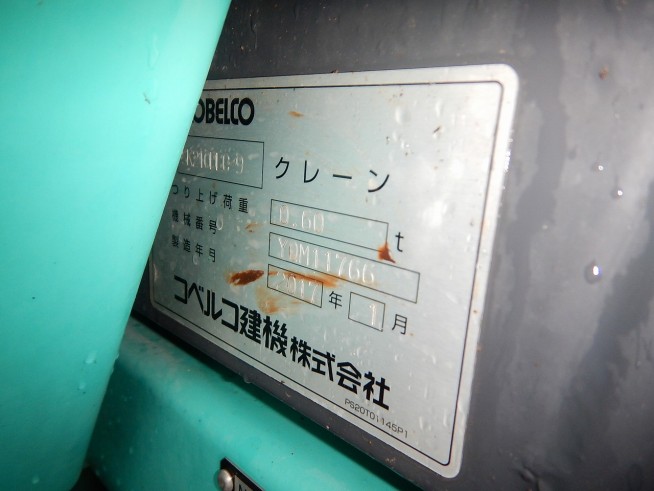 KOBELCO
クレーン
つり上げ荷重 0.60 t
機械番号 YQM11766
製造年月 2017 年 1 月
コベルコ建機株式会社
PS20T01145P1